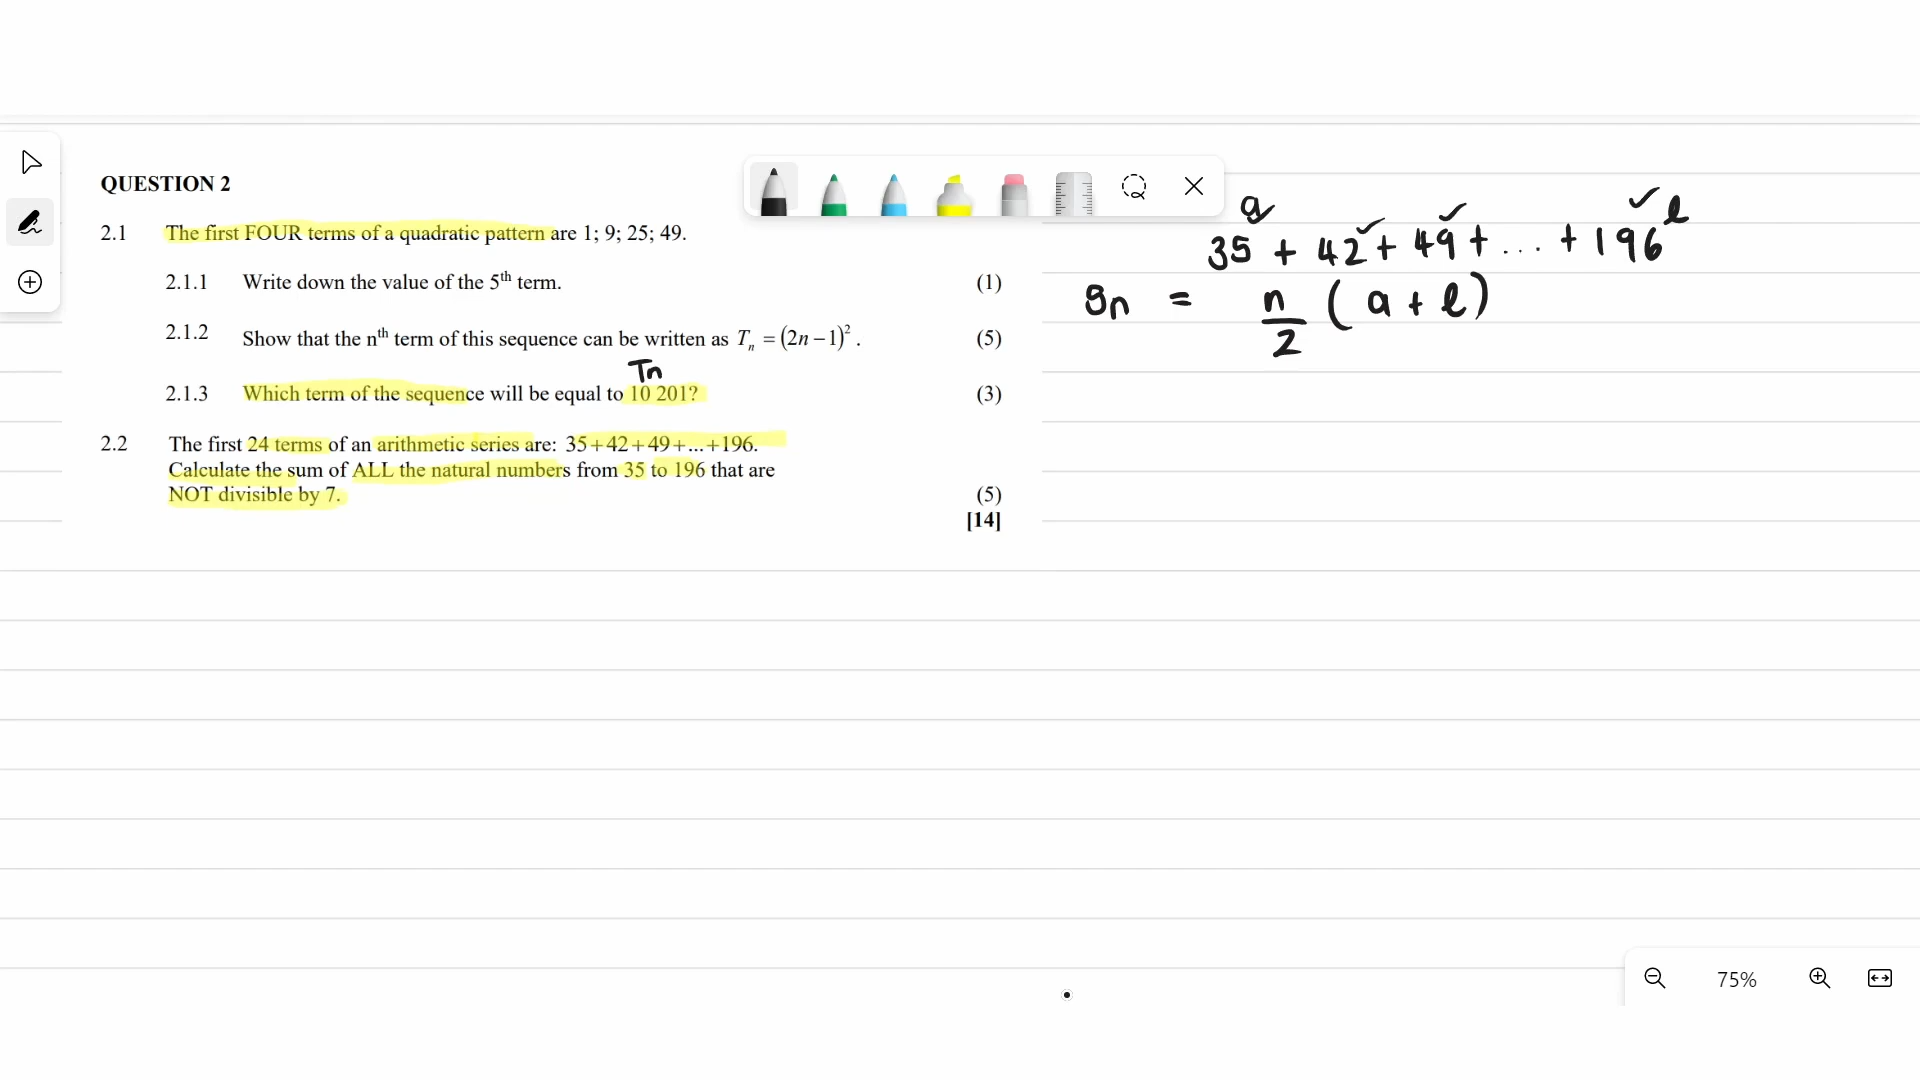 QUESTION 2
2.1 The first FOUR terms of a quadratic pattern are 1; 9; 25; 49.
2.1.1 Write down the value of the 5th term. (1)
2.1.2 Show that the nth term of this sequence can be written as Tₙ = (2n – 1)². (5)
Tn
2.1.3 Which term of the sequence will be equal to 10 201? (3)
2.2 The first 24 terms of an arithmetic series are: 35 + 42 + 49 + ... + 196.
Calculate the sum of ALL the natural numbers from 35 to 196 that are
NOT divisible by 7. (5)
[14]
a ✓ ✓ ✓ l
35 + 42 + 49 + ... + 196
Sn = n/2 (a + l)
75%